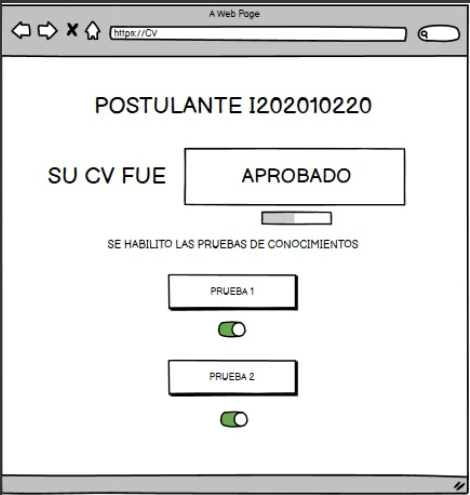 A Web Page
https://CV
POSTULANTE I202010220
SU CV FUE APROBADO
SE HABILITO LAS PRUEBAS DE CONOCIMIENTOS
PRUEBA 1
PRUEBA 2